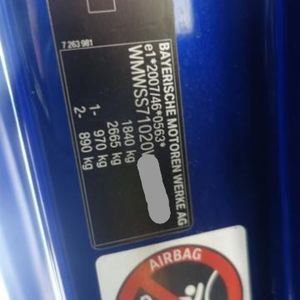 7 263 981
BAYERISCHE MOTOREN WERKE AG
e1*2007/46*0563*
WMWSS71020
1840 kg
2665 kg
1- 970 kg
2- 890 kg
AIRBAG